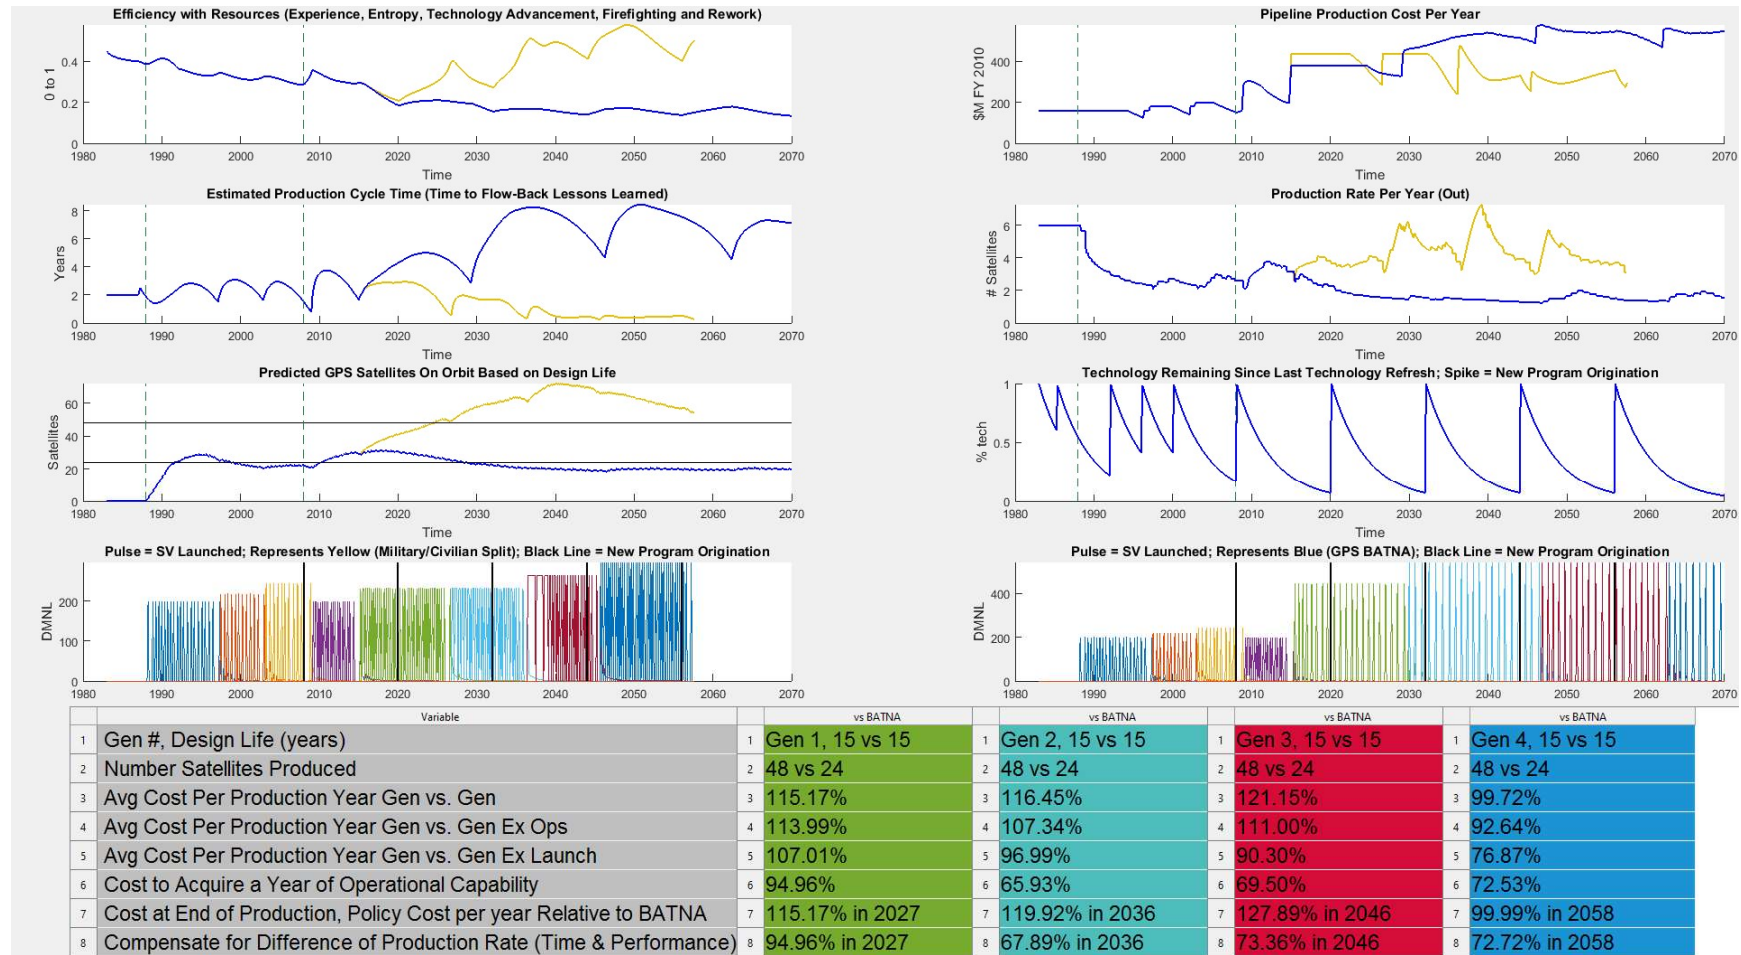 Efficiency with Resources (Experience, Entropy, Technology Advancement, Firefighting and Rework)
0 to 1
0.4
0.2
0
1980 1990 2000 2010 2020 2030 2040 2050 2060 2070
Time
Pipeline Production Cost Per Year
$M FY 2010
400
200
0
1980 1990 2000 2010 2020 2030 2040 2050 2060 2070
Time
Estimated Production Cycle Time (Time to Flow-Back Lessons Learned)
Years
8
6
4
2
0
1980 1990 2000 2010 2020 2030 2040 2050 2060 2070
Time
Production Rate Per Year (Out)
# Satellites
6
4
2
0
1980 1990 2000 2010 2020 2030 2040 2050 2060 2070
Time
Predicted GPS Satellites On Orbit Based on Design Life
Satellites
60
40
20
0
1980 1990 2000 2010 2020 2030 2040 2050 2060 2070
Time
Technology Remaining Since Last Technology Refresh; Spike = New Program Origination
% tech
1
0.5
0
1980 1990 2000 2010 2020 2030 2040 2050 2060 2070
Time
Pulse = SV Launched; Represents Yellow (Military/Civilian Split); Black Line = New Program Origination
DMNL
200
100
0
1980 1990 2000 2010 2020 2030 2040 2050 2060 2070
Pulse = SV Launched; Represents Blue (GPS BATNA); Black Line = New Program Origination
DMNL
400
200
0
1980 1990 2000 2010 2020 2030 2040 2050 2060 2070
Variable vs BATNA vs BATNA vs BATNA vs BATNA
1 Gen #, Design Life (years) 1 Gen 1, 15 vs 15 1 Gen 2, 15 vs 15 1 Gen 3, 15 vs 15 1 Gen 4, 15 vs 15
2 Number Satellites Produced 2 48 vs 24 2 48 vs 24 2 48 vs 24 2 48 vs 24
3 Avg Cost Per Production Year Gen vs. Gen 3 115.17% 3 116.45% 3 121.15% 3 99.72%
4 Avg Cost Per Production Year Gen vs. Gen Ex Ops 4 113.99% 4 107.34% 4 111.00% 4 92.64%
5 Avg Cost Per Production Year Gen vs. Gen Ex Launch 5 107.01% 5 96.99% 5 90.30% 5 76.87%
6 Cost to Acquire a Year of Operational Capability 6 94.96% 6 65.93% 6 69.50% 6 72.53%
7 Cost at End of Production, Policy Cost per year Relative to BATNA 7 115.17% in 2027 7 119.92% in 2036 7 127.89% in 2046 7 99.99% in 2058
8 Compensate for Difference of Production Rate (Time & Performance) 8 94.96% in 2027 8 67.89% in 2036 8 73.36% in 2046 8 72.72% in 2058